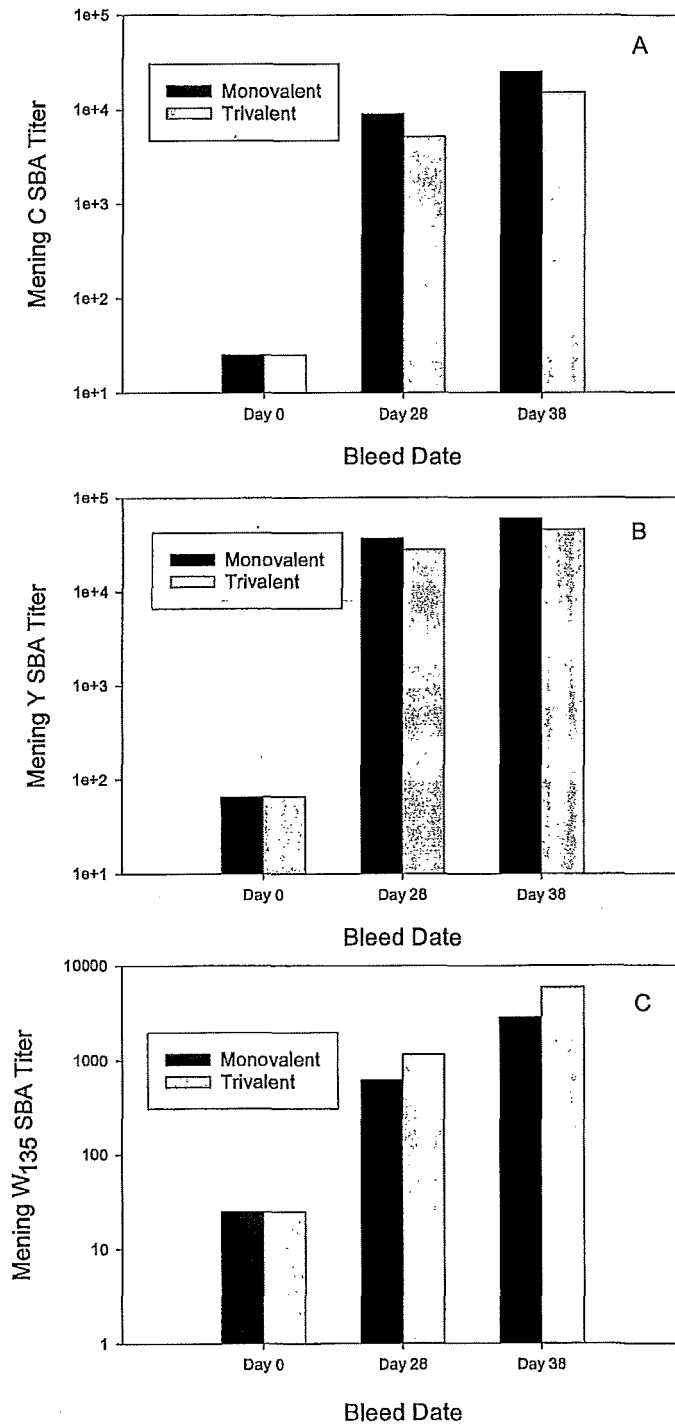 A
1e+5
1e+4
1e+3
1e+2
1e+1
Mening C SBA Titer
Monovalent
Trivalent
Day 0
Day 28
Day 38
Bleed Date
B
1e+5
1e+4
1e+3
1e+2
1e+1
Mening Y SBA Titer
Monovalent
Trivalent
Day 0
Day 28
Day 38
Bleed Date
C
10000
1000
100
10
1
Mening W135 SBA Titer
Monovalent
Trivalent
Day 0
Day 28
Day 38
Bleed Date